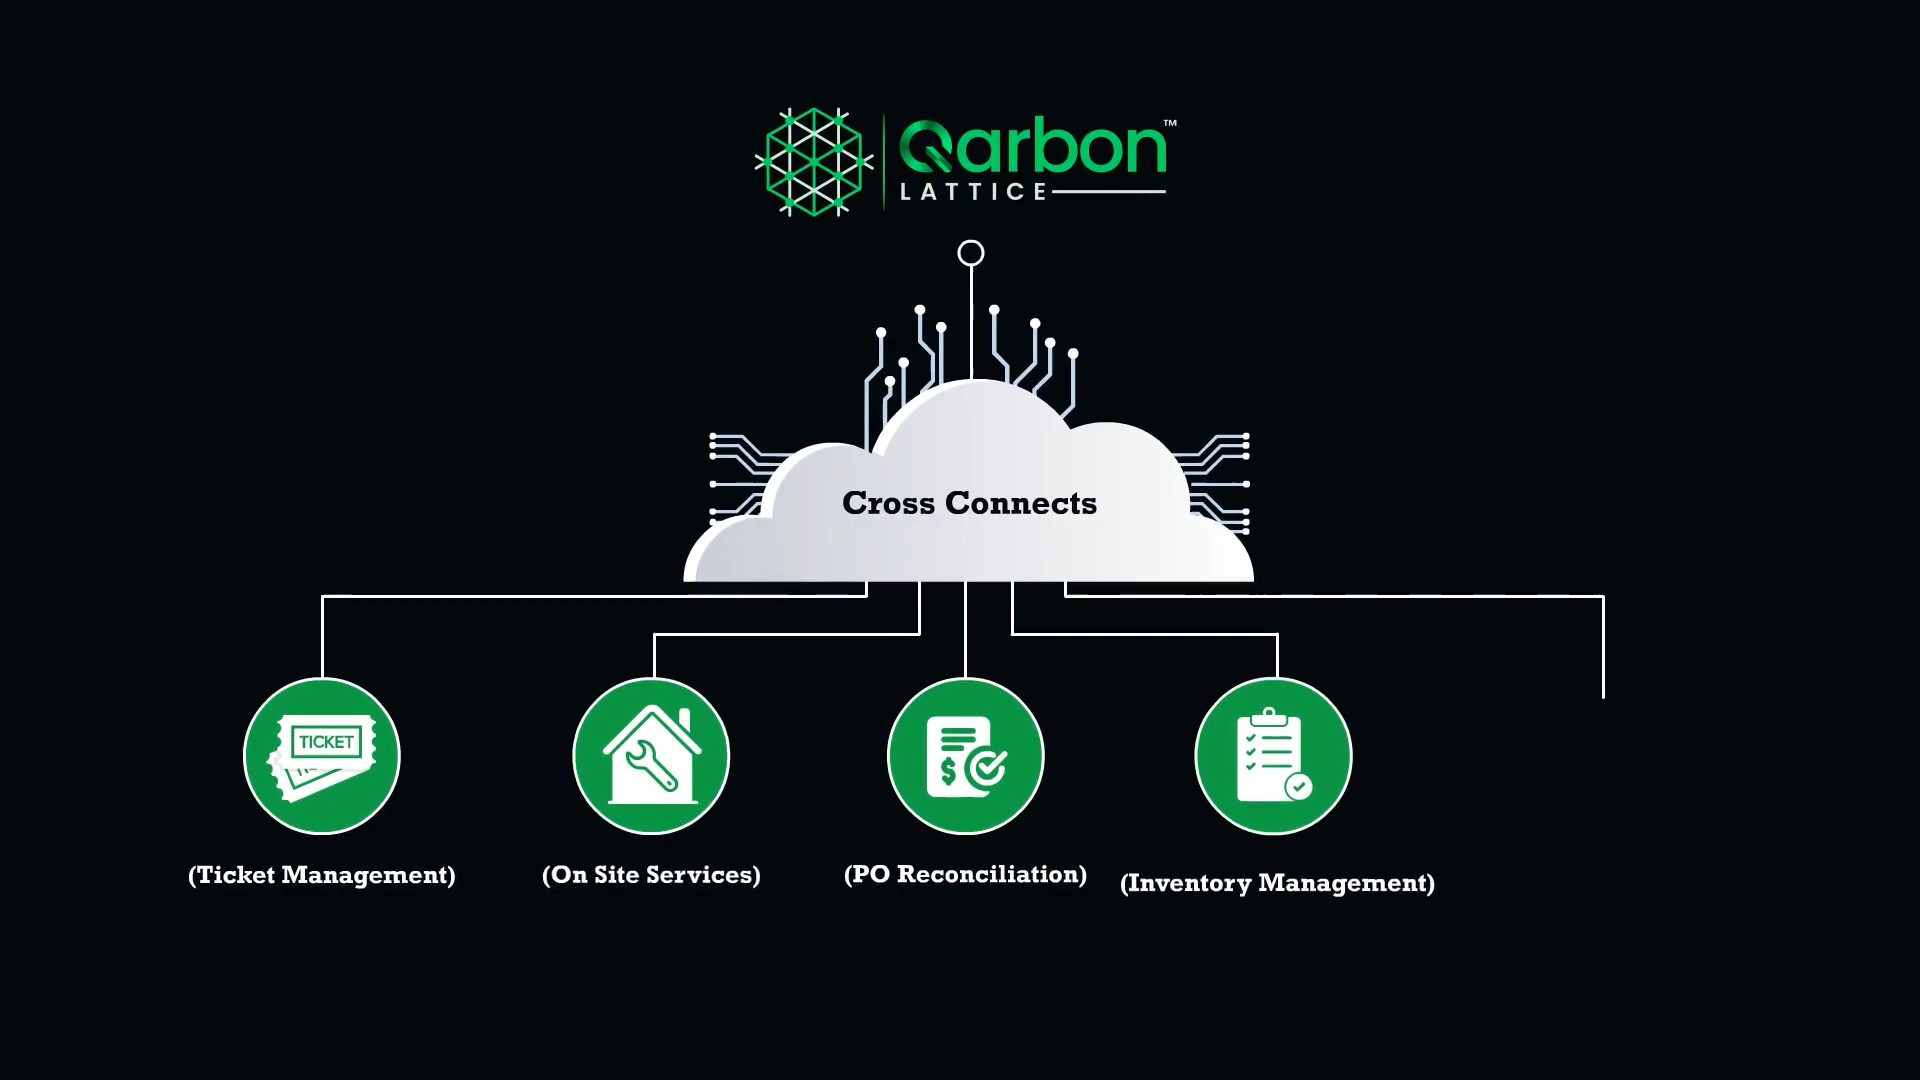 Qarbon™
LATTICE
Cross Connects
TICKET
(Ticket Management)
(On Site Services)
(PO Reconciliation)
(Inventory Management)
$